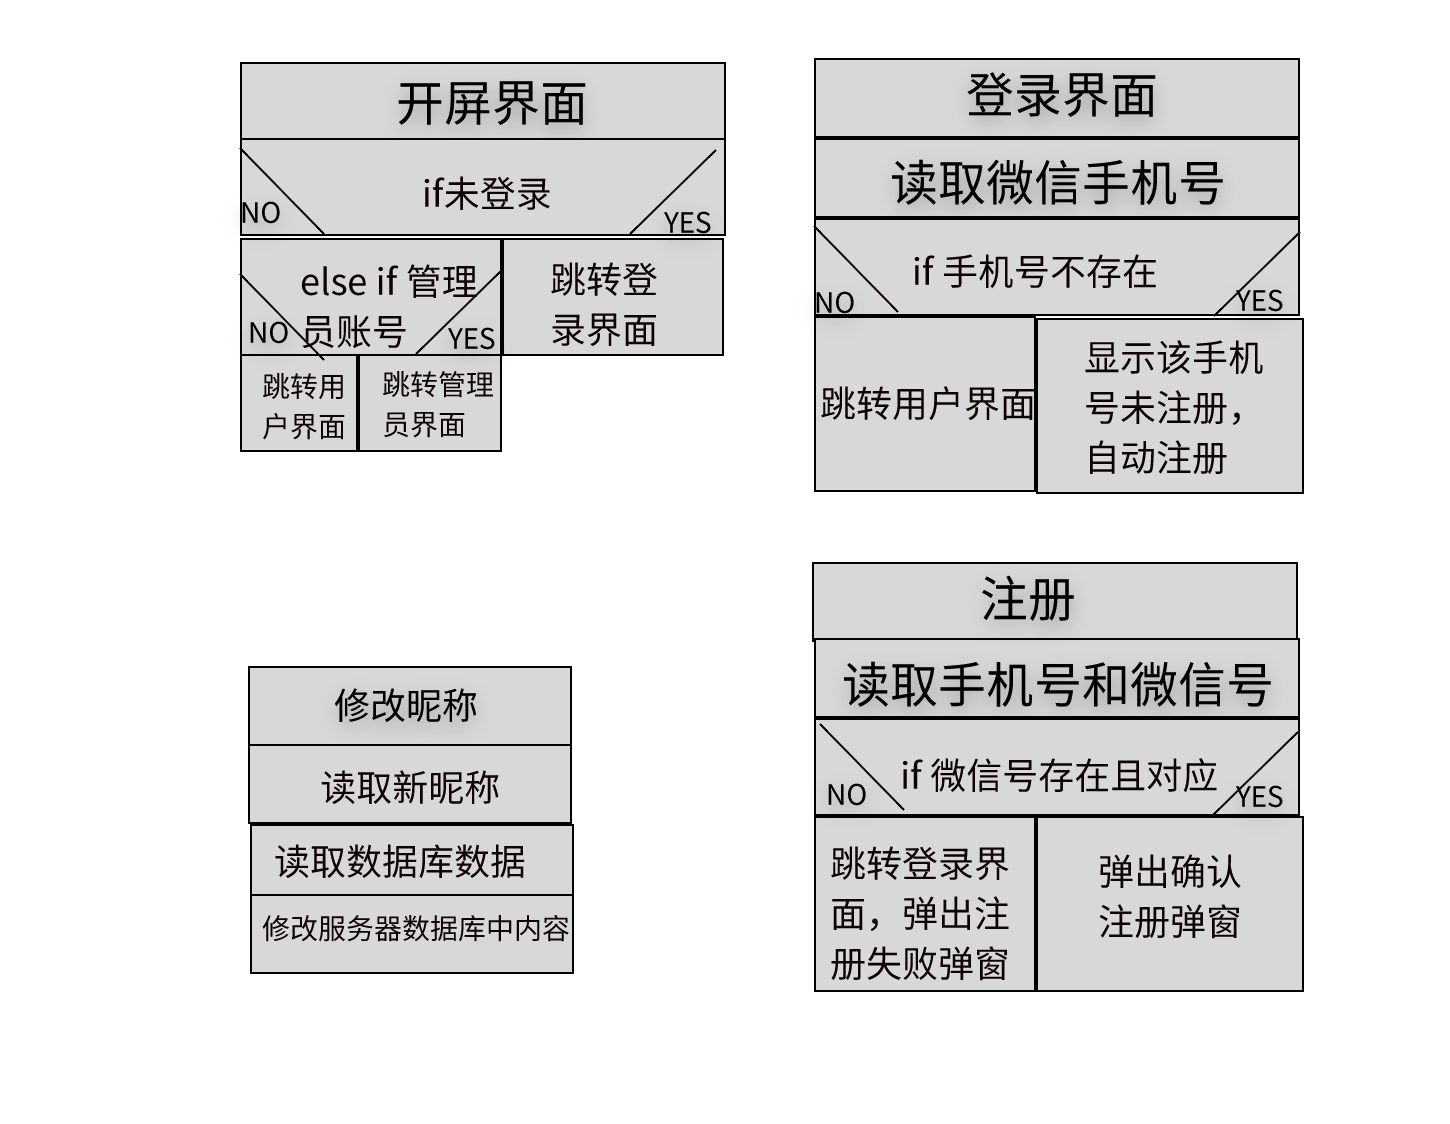 开屏界面
if未登录
NO
YES
else if 管理
员账号
NO
YES
跳转登
录界面
跳转用
户界面
跳转管理
员界面
登录界面
读取微信手机号
if 手机号不存在
NO
YES
跳转用户界面
显示该手机
号未注册，
自动注册
修改昵称
读取新昵称
读取数据库数据
修改服务器数据库中内容
注册
读取手机号和微信号
if 微信号存在且对应
NO
YES
跳转登录界
面，弹出注
册失败弹窗
弹出确认
注册弹窗